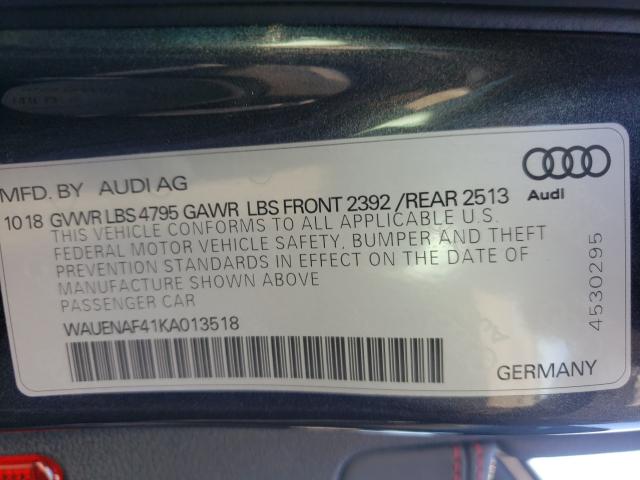 MFD. BY AUDI AG
10 18 GVWR LBS 4795 GAWR LBS FRONT 2392 /REAR 2513
THIS VEHICLE CONFORMS TO ALL APPLICABLE U.S.
FEDERAL MOTOR VEHICLE SAFETY, BUMPER AND THEFT
PREVENTION STANDARDS IN EFFECT ON THE DATE OF
MANUFACTURE SHOWN ABOVE
PASSENGER CAR
WAUENAF41KA013518
Audi
4530295
GERMANY